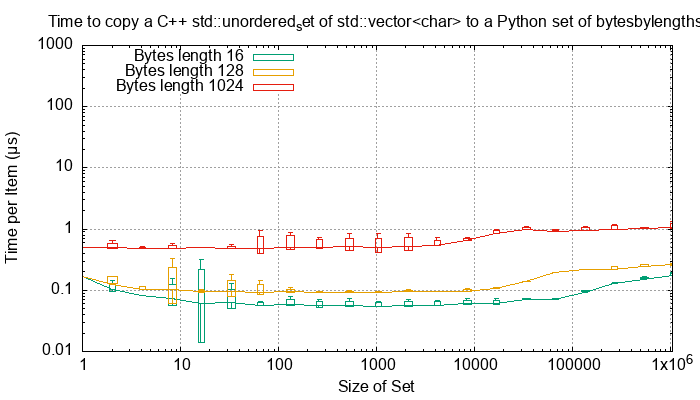 Time to copy a C++ std::unordered_set of std::vector<char> to a Python set of bytesbylengths
1000
Bytes length 16
Bytes length 128
Bytes length 1024
100
10
1
0.1
0.01
Time per Item (µs)
1 10 100 1000 10000 100000 1x10⁶
Size of Set